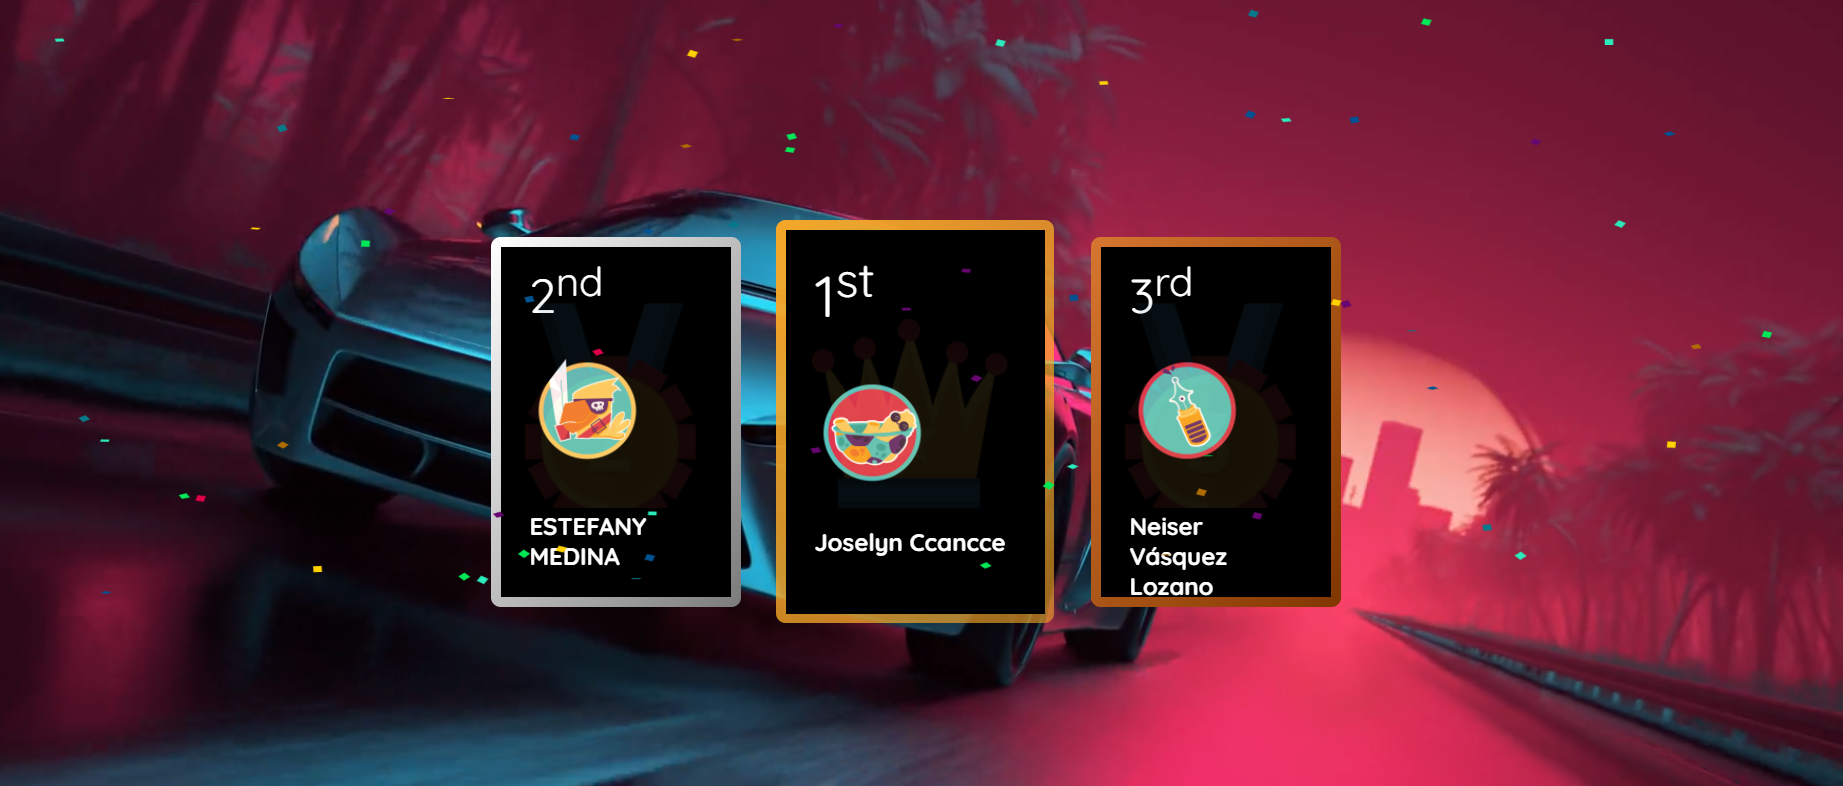 2nd
ESTEFANY
MEDINA
1st
Joselyn Ccancce
3rd
Neiser
Vásquez
Lozano